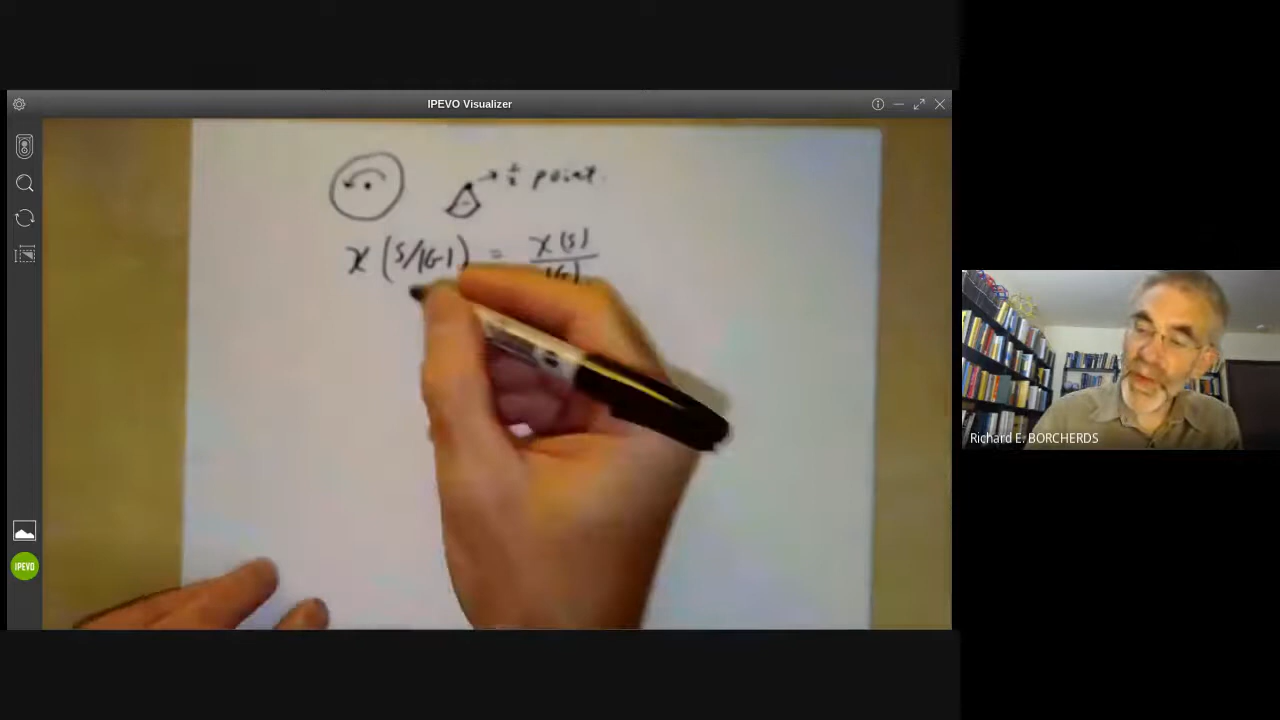 IPEVO Visualizer
→ 1/2 point.
χ (S/|G|) = χ(S) / |G|
IPEVO
Richard E. BORCHERDS